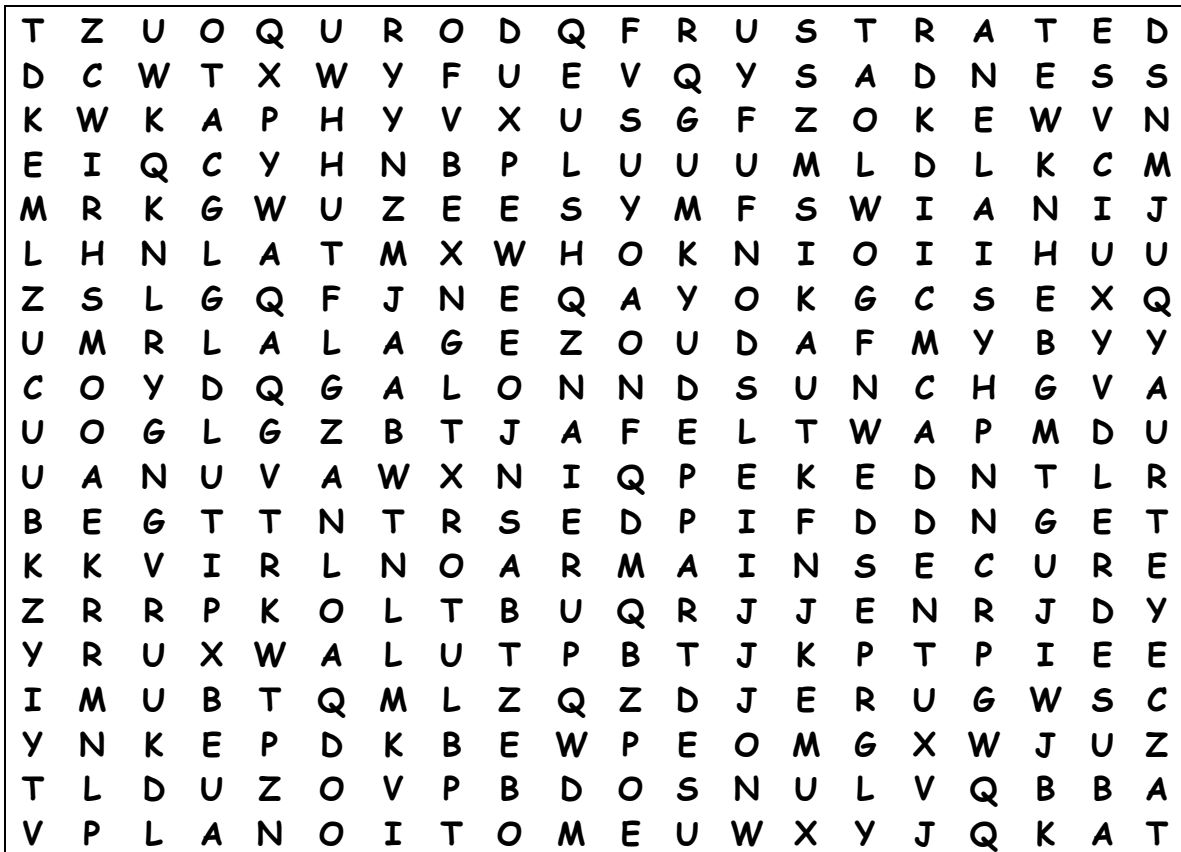 T Z U O Q U R O D Q F R U S T R A T E D
D C W T X W Y F U E V Q Y S A D N E S S
K W K A P H Y V X U S G F Z O K E W V N
E I Q C Y H N B P L U U U M L D L K C M
M R K G W U Z E E S Y M F S W I A N I J
L H N L A T M X W H O K N I O I I H U U
Z S L G Q F J N E Q A Y O K G C S E X Q
U M R L A L A G E Z O U D A F M Y B Y Y
C O Y D Q G A L O N N D S U N C H G V A
U O G L G Z B T J A F E L T W A P M D U
U A N U V A W X N I Q P E K E D N T L R
B E G T T N T R S E D P I F D D N G E T
K K V I R L N O A R M A I N S E C U R E
Z R R P K O L T B U Q R J J E N R J D Y
Y R U X W A L U T P B T J K P T P I E E
I M U B T Q M L Z Q Z D J E R U G W S C
Y N K E P D K B E W P E O M G X W J U Z
T L D U Z O V P B D O S N U L V Q B B A
V P L A N O I T O M E U W X Y J Q K A T